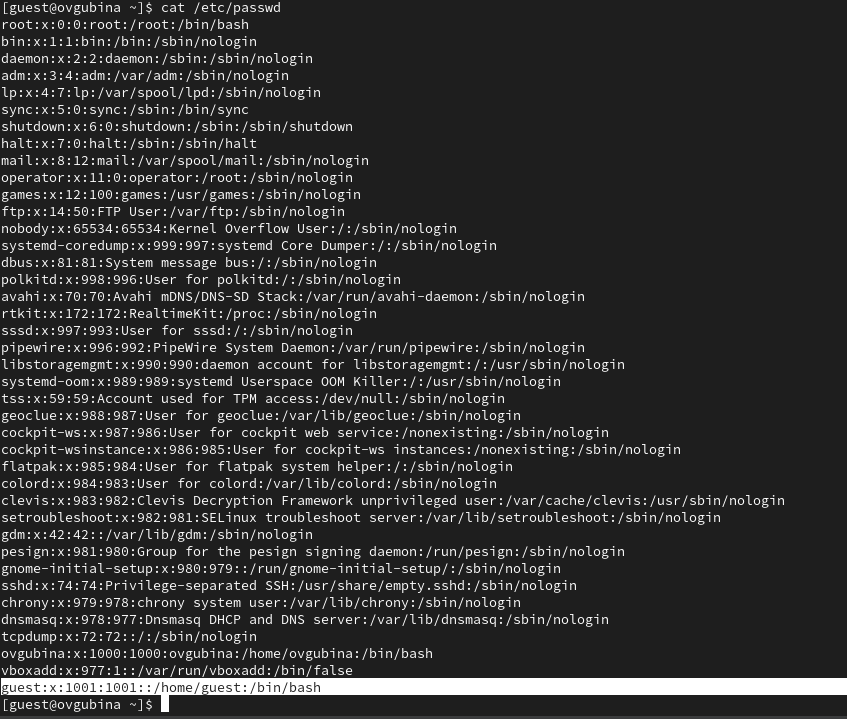 [guest@ovgubina ~]$ cat /etc/passwd
root:x:0:0:root:/root:/bin/bash
bin:x:1:1:bin:/bin:/sbin/nologin
daemon:x:2:2:daemon:/sbin:/sbin/nologin
adm:x:3:4:adm:/var/adm:/sbin/nologin
lp:x:4:7:lp:/var/spool/lpd:/sbin/nologin
sync:x:5:0:sync:/sbin:/bin/sync
shutdown:x:6:0:shutdown:/sbin:/sbin/shutdown
halt:x:7:0:halt:/sbin:/sbin/halt
mail:x:8:12:mail:/var/spool/mail:/sbin/nologin
operator:x:11:0:operator:/root:/sbin/nologin
games:x:12:100:games:/usr/games:/sbin/nologin
ftp:x:14:50:FTP User:/var/ftp:/sbin/nologin
nobody:x:65534:65534:Kernel Overflow User:/:/sbin/nologin
systemd-coredump:x:999:997:systemd Core Dumper:/:/sbin/nologin
dbus:x:81:81:System message bus:/:/sbin/nologin
polkitd:x:998:996:User for polkitd:/:/sbin/nologin
avahi:x:70:70:Avahi mDNS/DNS-SD Stack:/var/run/avahi-daemon:/sbin/nologin
rtkit:x:172:172:RealtimeKit:/proc:/sbin/nologin
sssd:x:997:993:User for sssd:/:/sbin/nologin
pipewire:x:996:992:PipeWire System Daemon:/var/run/pipewire:/sbin/nologin
libstoragemgmt:x:990:990:daemon account for libstoragemgmt:/:/usr/sbin/nologin
systemd-oom:x:989:989:systemd Userspace OOM Killer:/:/usr/sbin/nologin
tss:x:59:59:Account used for TPM access:/dev/null:/sbin/nologin
geoclue:x:988:987:User for geoclue:/var/lib/geoclue:/sbin/nologin
cockpit-ws:x:987:986:User for cockpit web service:/nonexisting:/sbin/nologin
cockpit-wsinstance:x:986:985:User for cockpit-ws instances:/nonexisting:/sbin/nologin
flatpak:x:985:984:User for flatpak system helper:/:/sbin/nologin
colord:x:984:983:User for colord:/var/lib/colord:/sbin/nologin
clevis:x:983:982:Clevis Decryption Framework unprivileged user:/var/cache/clevis:/usr/sbin/nologin
setroubleshoot:x:982:981:SELinux troubleshoot server:/var/lib/setroubleshoot:/sbin/nologin
gdm:x:42:42::/var/lib/gdm:/sbin/nologin
pesign:x:981:980:Group for the pesign signing daemon:/run/pesign:/sbin/nologin
gnome-initial-setup:x:980:979::/run/gnome-initial-setup/:/sbin/nologin
sshd:x:74:74:Privilege-separated SSH:/usr/share/empty.sshd:/sbin/nologin
chrony:x:979:978:chrony system user:/var/lib/chrony:/sbin/nologin
dnsmasq:x:978:977:Dnsmasq DHCP and DNS server:/var/lib/dnsmasq:/sbin/nologin
tcpdump:x:72:72::/:/sbin/nologin
ovgubina:x:1000:1000:ovgubina:/home/ovgubina:/bin/bash
vboxadd:x:977:1::/var/run/vboxadd:/bin/false
guest:x:1001:1001::/home/guest:/bin/bash
[guest@ovgubina ~]$